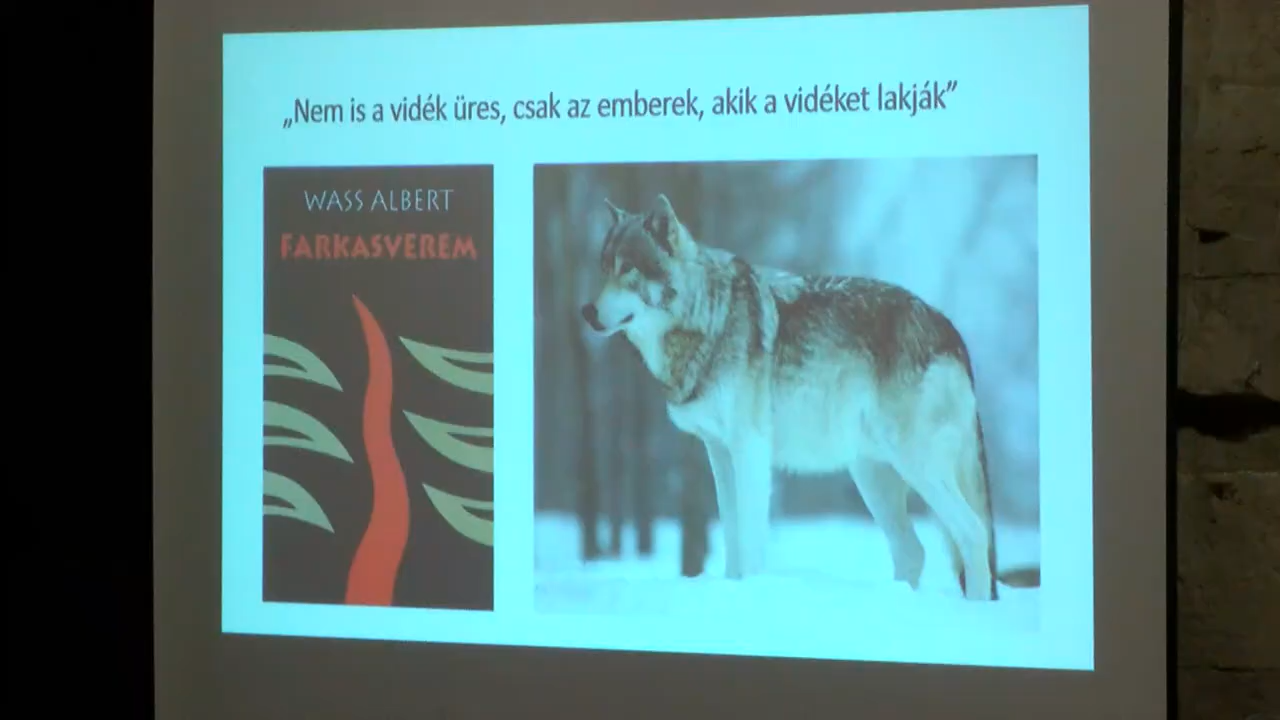 „Nem is a vidék üres, csak az emberek, akik a vidéket lakják”
WASS ALBERT
FARKASVEREM